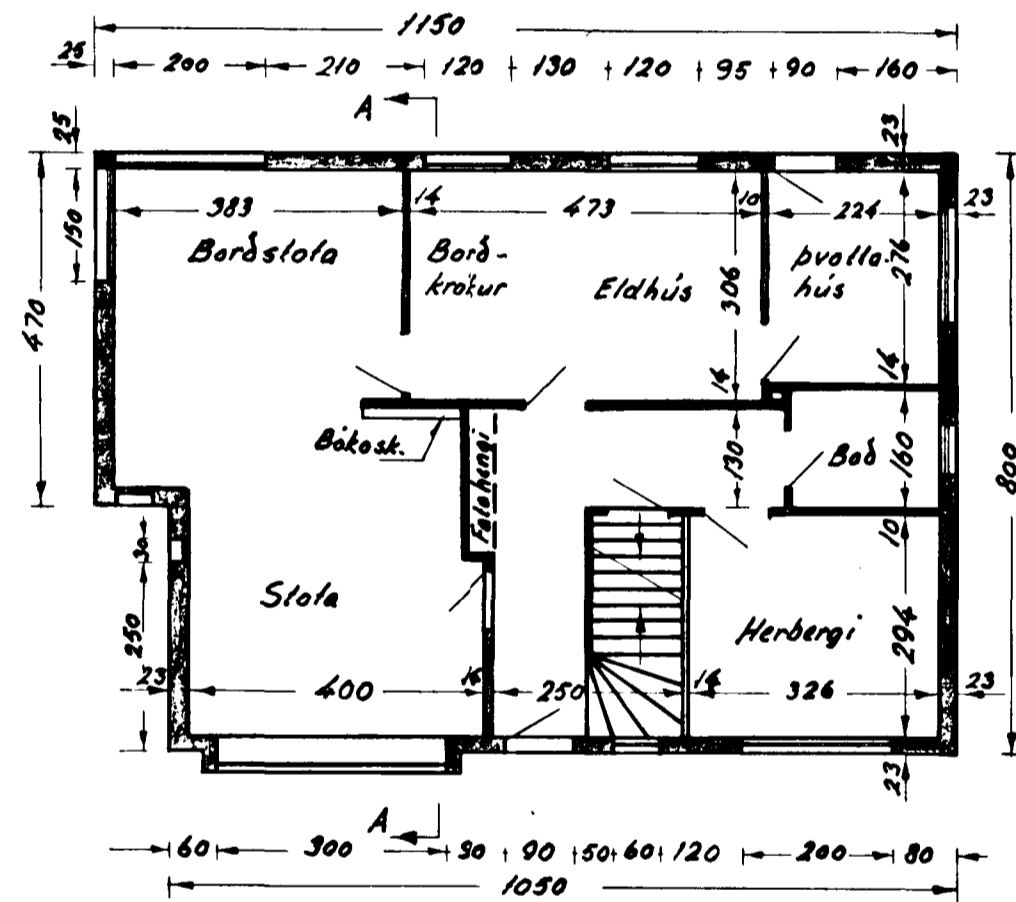 1150
25 200 210 120 130 120 95 90 160
A
25 23
383 14 473 10 224 23
150
470
Borðstofa
Borð-
krókur
Eldhús
þvotta-
hús
306
276
14
14
Bókask.
Fatahengi
130
Bað
160
800
10
30
Stofa
Herbergi
250
294
23 400 14 250 14 326 23
23
A
60 300 30 90 50 60 120 200 80
1050